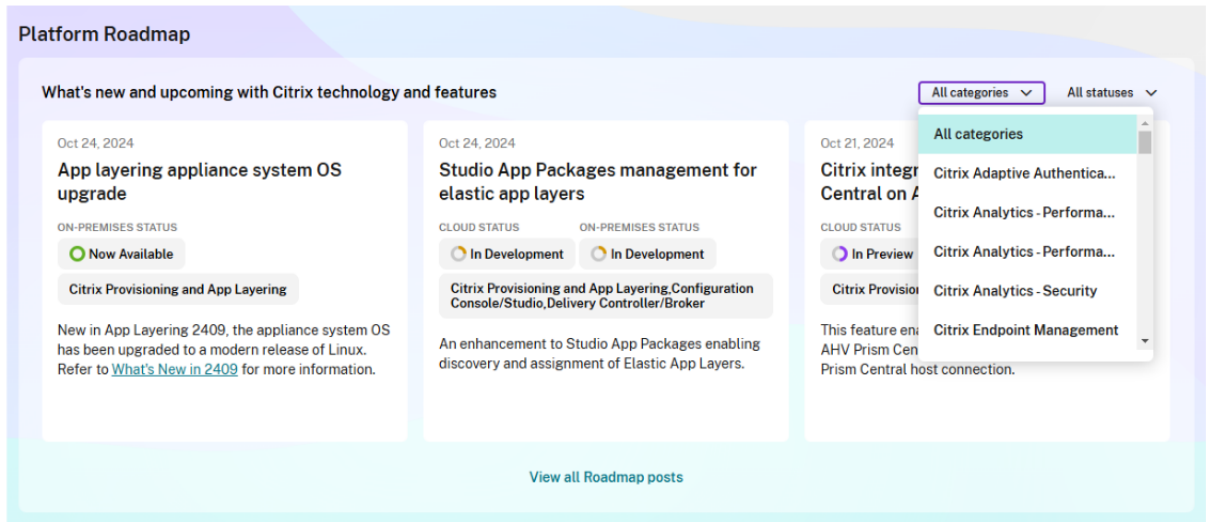 Platform Roadmap
What's new and upcoming with Citrix technology and features
All categories
All statuses
Oct 24, 2024
App layering appliance system OS
upgrade
ON-PREMISES STATUS
Now Available
Citrix Provisioning and App Layering
New in App Layering 2409, the appliance system OS
has been upgraded to a modern release of Linux.
Refer to What's New in 2409 for more information.
Oct 24, 2024
Studio App Packages management for
elastic app layers
CLOUD STATUS ON-PREMISES STATUS
In Development In Development
Citrix Provisioning and App Layering,Configuration
Console/Studio,Delivery Controller/Broker
An enhancement to Studio App Packages enabling
discovery and assignment of Elastic App Layers.
Oct 21, 2024
Citrix integr
Central on A
CLOUD STATUS
In Preview
Citrix Provision
This feature ena
AHV Prism Cen
Prism Central host connection.
All categories
Citrix Adaptive Authentica...
Citrix Analytics - Performa...
Citrix Analytics - Performa...
Citrix Analytics - Security
Citrix Endpoint Management
View all Roadmap posts